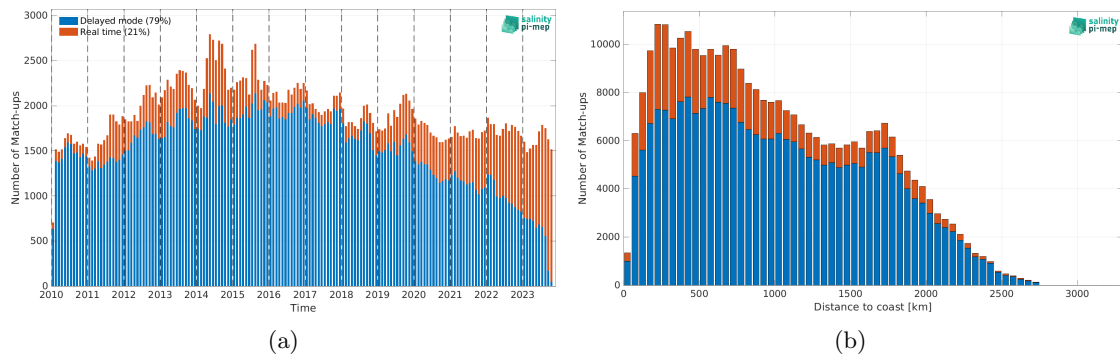 Delayed mode (79%)
Real time (21%)
salinity
pi-mep
Number of Match-ups
3000
2500
2000
1500
1000
500
0
2010 2011 2012 2013 2014 2015 2016 2017 2018 2019 2020 2021 2022 2023
Time
(a)
salinity
pi-mep
Number of Match-ups
10000
8000
6000
4000
2000
0
0 500 1000 1500 2000 2500 3000
Distance to coast [km]
(b)